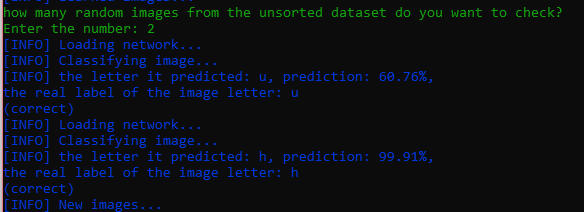 how many random images from the unsorted dataset do you want to check?
Enter the number: 2
[INFO] Loading network...
[INFO] Classifying image...
[INFO] the letter it predicted: u, prediction: 60.76%,
the real label of the image letter: u
(correct)
[INFO] Loading network...
[INFO] Classifying image...
[INFO] the letter it predicted: h, prediction: 99.91%,
the real label of the image letter: h
(correct)
[INFO] New images...